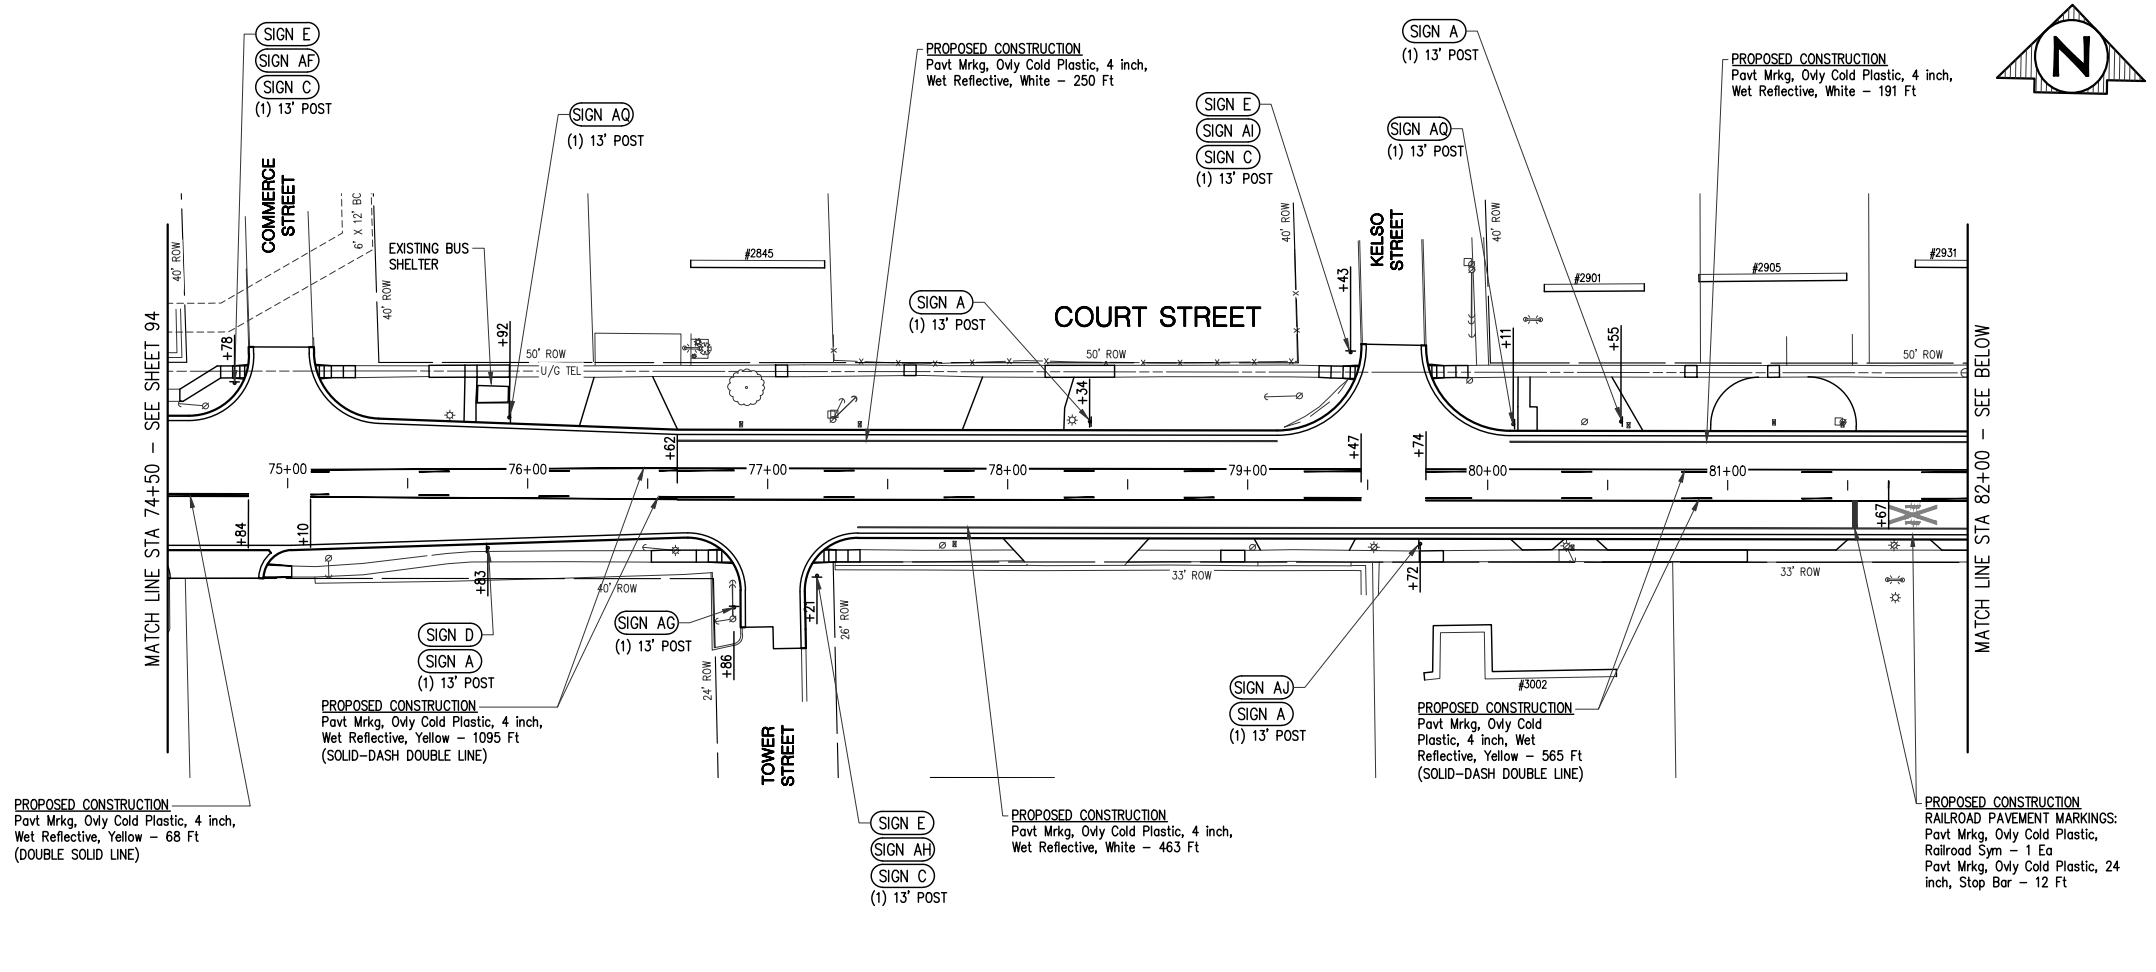 SIGN E
SIGN AF
SIGN C
(1) 13' POST
SIGN AQ
(1) 13' POST
PROPOSED CONSTRUCTION
Pavt Mrkg, Ovly Cold Plastic, 4 inch,
Wet Reflective, White – 250 Ft
SIGN E
SIGN AI
SIGN C
(1) 13' POST
SIGN A
(1) 13' POST
SIGN AQ
(1) 13' POST
PROPOSED CONSTRUCTION
Pavt Mrkg, Ovly Cold Plastic, 4 inch,
Wet Reflective, White – 191 Ft
N
COMMERCE
STREET
6' X 12' BC
40' ROW
40' ROW
EXISTING BUS
SHELTER
#2845
SIGN A
(1) 13' POST
COURT STREET
40' ROW
KELSO
STREET
40' ROW
#2901
#2905
#2931
+78
+92
+34
+43
+11
+55
50' ROW
U/G TEL
50' ROW
50' ROW
MATCH LINE STA 74+50 – SEE SHEET 94
MATCH LINE STA 82+00 – SEE BELOW
+62
+47
+74
75+00
76+00
77+00
78+00
79+00
80+00
81+00
+84
+10
+67
+83
40' ROW
+21
26' ROW
33' ROW
+72
33' ROW
SIGN D
SIGN A
(1) 13' POST
SIGN AG
(1) 13' POST
+86
24' ROW
TOWER
STREET
SIGN AJ
SIGN A
(1) 13' POST
#3002
PROPOSED CONSTRUCTION
Pavt Mrkg, Ovly Cold Plastic, 4 inch,
Wet Reflective, Yellow – 1095 Ft
(SOLID-DASH DOUBLE LINE)
PROPOSED CONSTRUCTION
Pavt Mrkg, Ovly Cold
Plastic, 4 inch, Wet
Reflective, Yellow – 565 Ft
(SOLID-DASH DOUBLE LINE)
PROPOSED CONSTRUCTION
Pavt Mrkg, Ovly Cold Plastic, 4 inch,
Wet Reflective, Yellow – 68 Ft
(DOUBLE SOLID LINE)
SIGN E
SIGN AH
SIGN C
(1) 13' POST
PROPOSED CONSTRUCTION
Pavt Mrkg, Ovly Cold Plastic, 4 inch,
Wet Reflective, White – 463 Ft
PROPOSED CONSTRUCTION
RAILROAD PAVEMENT MARKINGS:
Pavt Mrkg, Ovly Cold Plastic,
Railroad Sym – 1 Ea
Pavt Mrkg, Ovly Cold Plastic, 24
inch, Stop Bar – 12 Ft